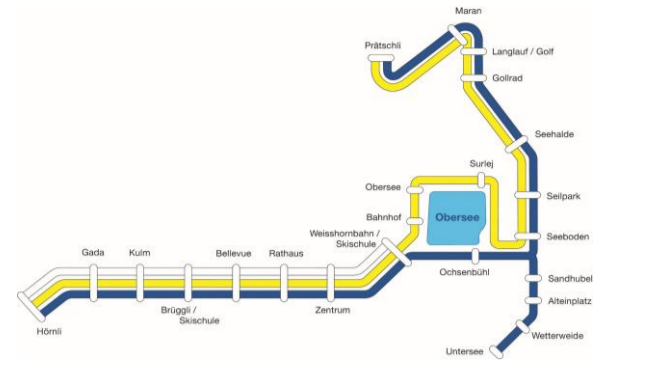 Maran
Prätschli
Langlauf / Golf
Gollrad
Seehalde
Surlej
Obersee
Seilpark
Bahnhof
Obersee
Weisshornbahn /
Skischule
Seeboden
Gada
Kulm
Bellevue
Rathaus
Ochsenbühl
Sandhubel
Alteinplatz
Brüggli /
Skischule
Zentrum
Hörnli
Wetterweide
Untersee